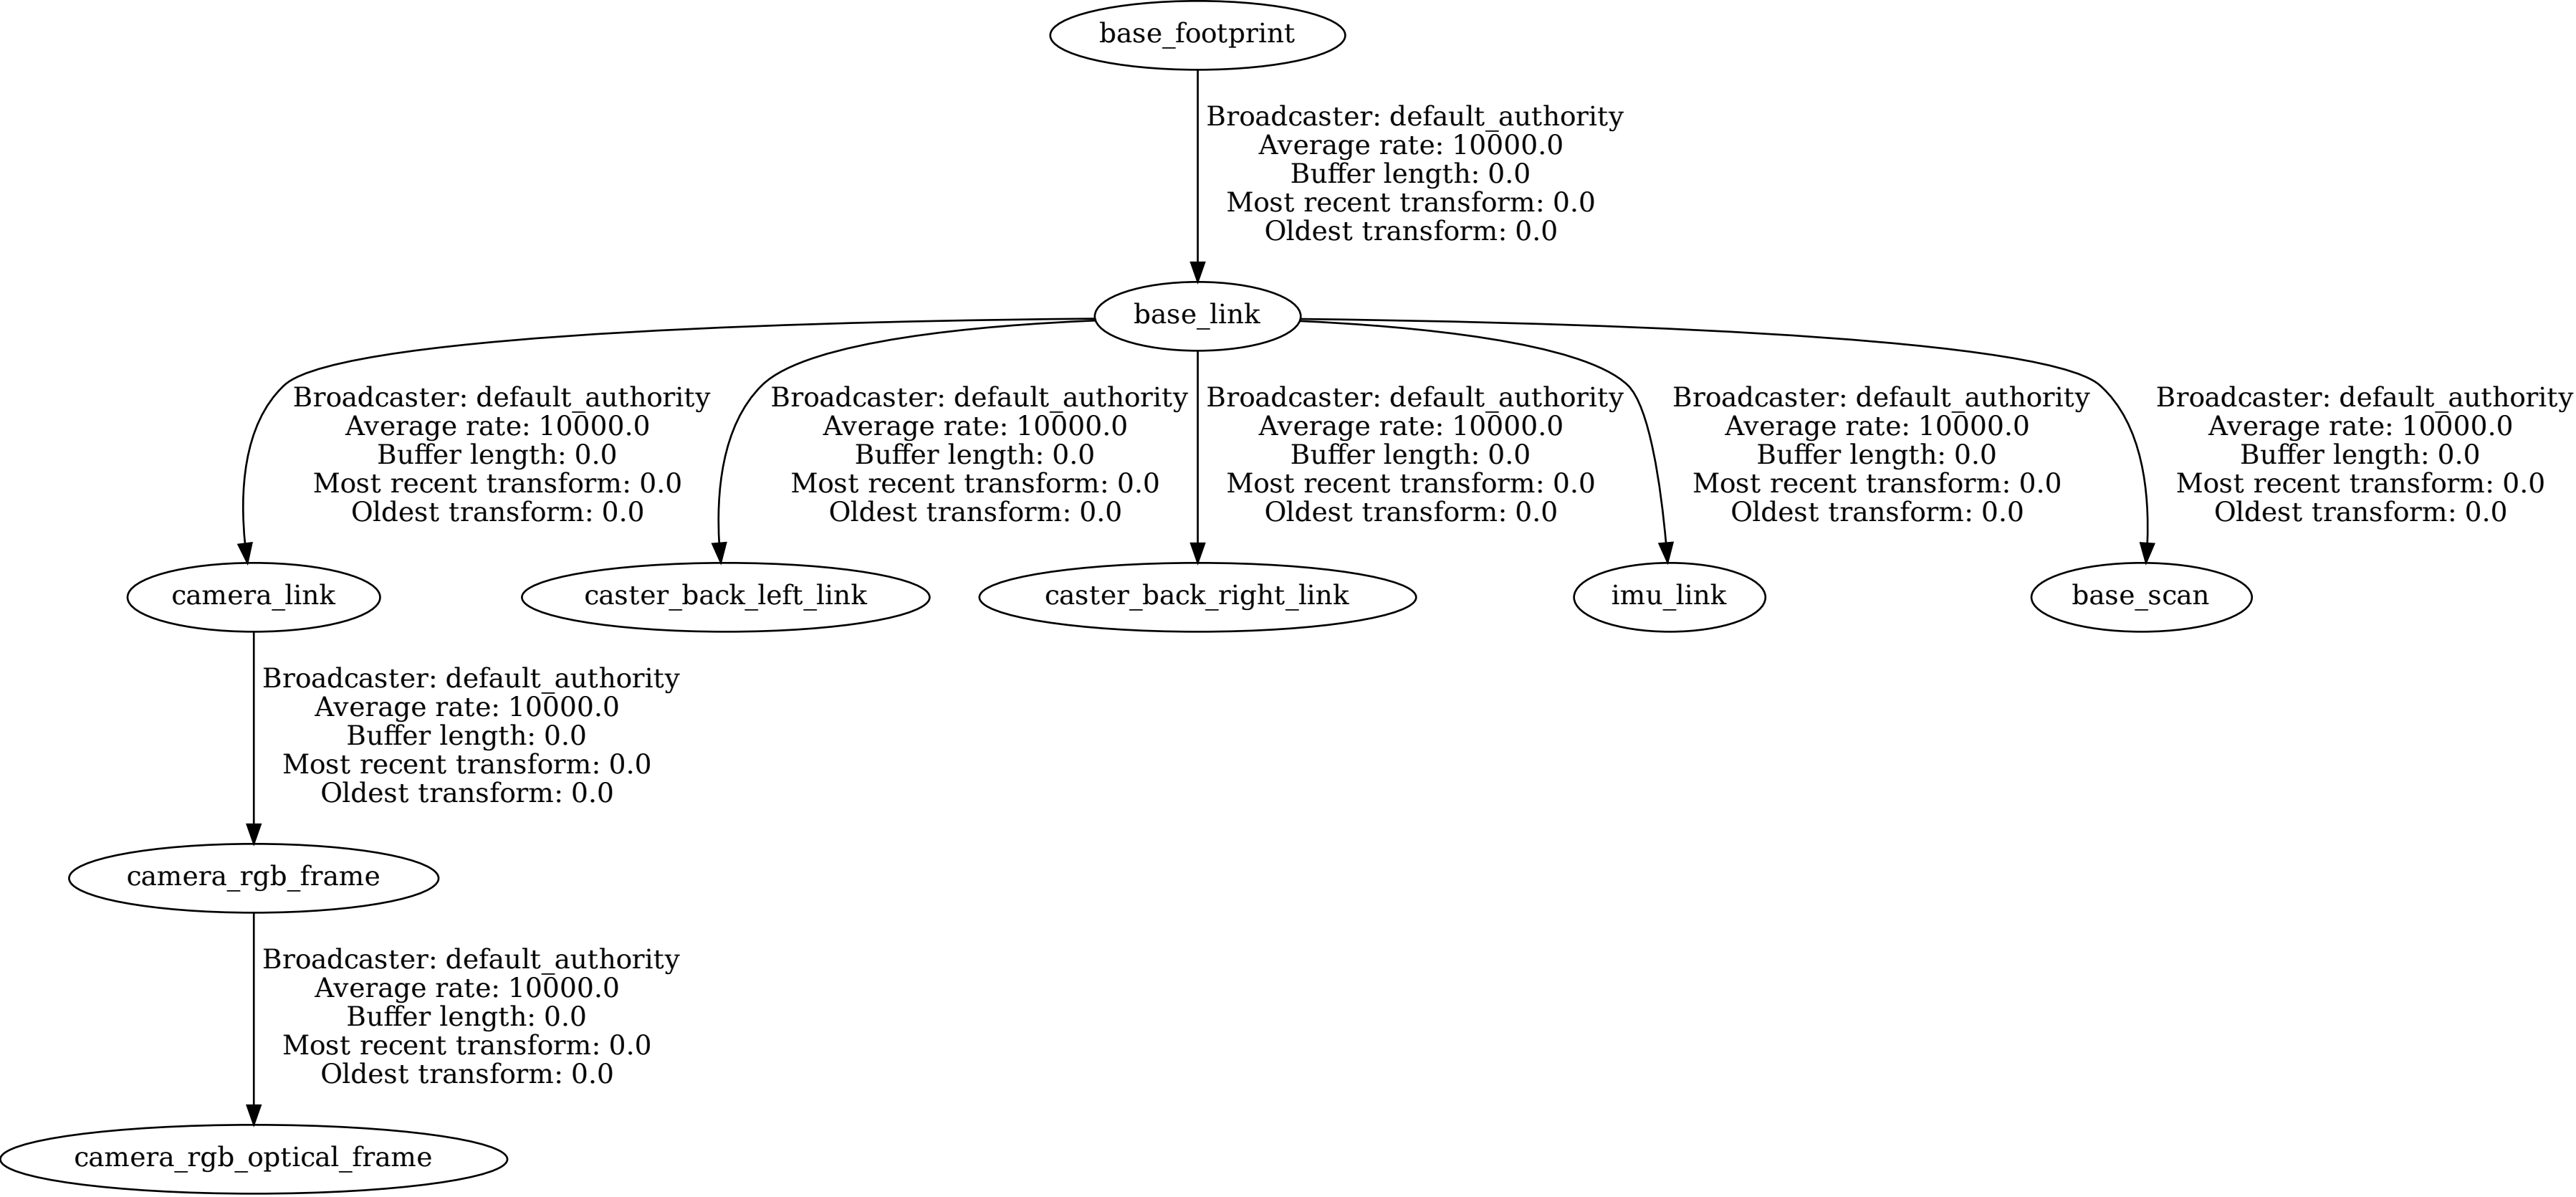 base_footprint
Broadcaster: default_authority
Average rate: 10000.0
Buffer length: 0.0
Most recent transform: 0.0
Oldest transform: 0.0
base_link
Broadcaster: default_authority
Average rate: 10000.0
Buffer length: 0.0
Most recent transform: 0.0
Oldest transform: 0.0
Broadcaster: default_authority
Average rate: 10000.0
Buffer length: 0.0
Most recent transform: 0.0
Oldest transform: 0.0
Broadcaster: default_authority
Average rate: 10000.0
Buffer length: 0.0
Most recent transform: 0.0
Oldest transform: 0.0
Broadcaster: default_authority
Average rate: 10000.0
Buffer length: 0.0
Most recent transform: 0.0
Oldest transform: 0.0
Broadcaster: default_authority
Average rate: 10000.0
Buffer length: 0.0
Most recent transform: 0.0
Oldest transform: 0.0
camera_link
caster_back_left_link
caster_back_right_link
imu_link
base_scan
Broadcaster: default_authority
Average rate: 10000.0
Buffer length: 0.0
Most recent transform: 0.0
Oldest transform: 0.0
camera_rgb_frame
Broadcaster: default_authority
Average rate: 10000.0
Buffer length: 0.0
Most recent transform: 0.0
Oldest transform: 0.0
camera_rgb_optical_frame